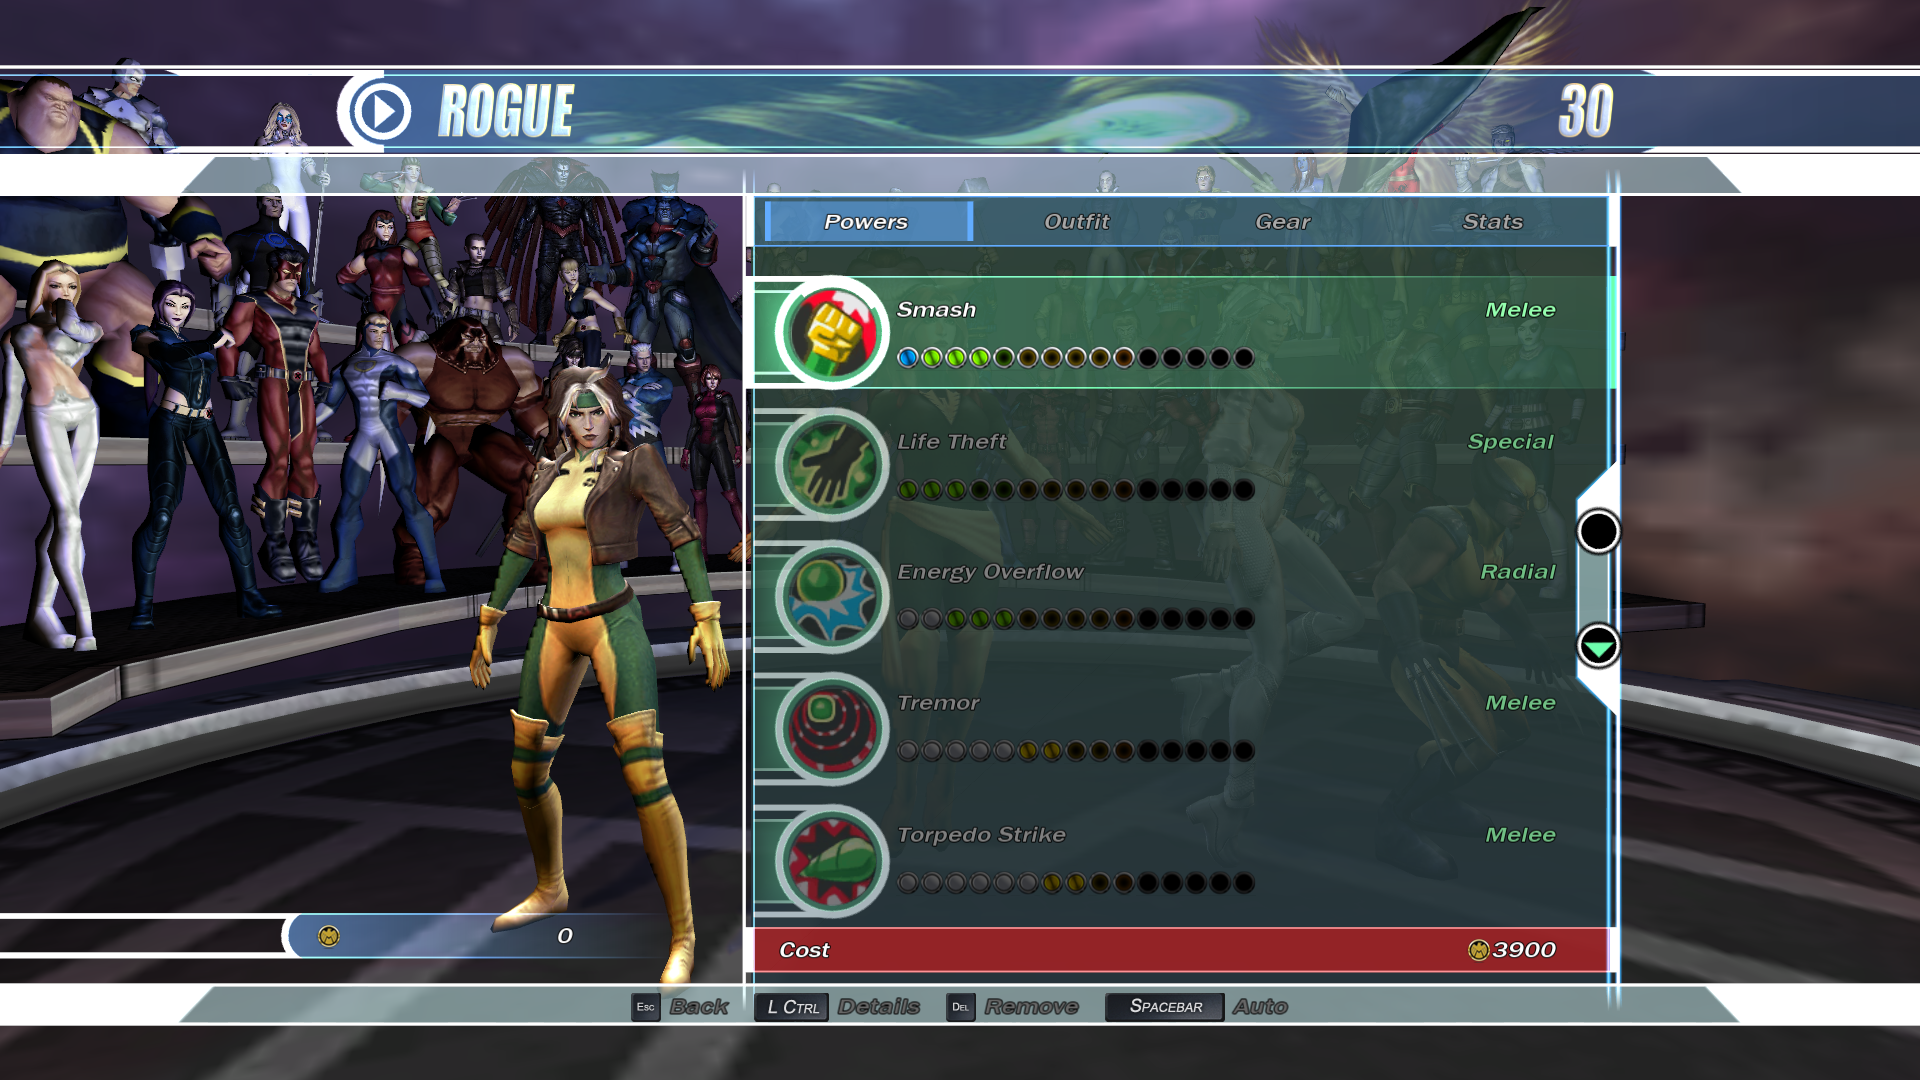 ROGUE
30
Powers Outfit Gear Stats
Smash Melee
Life Theft Special
Energy Overflow Radial
Tremor Melee
Torpedo Strike Melee
0
Cost 3900
Esc Back L Ctrl Details Del Remove Spacebar Auto